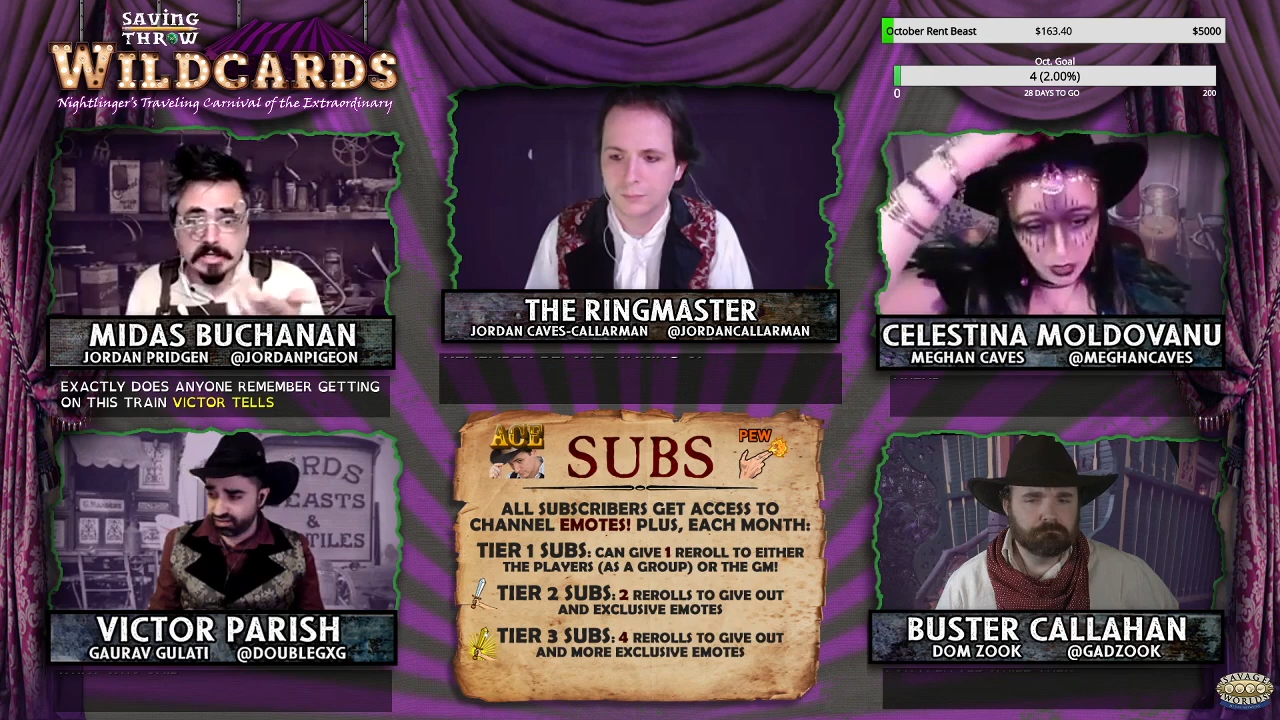 SAVING
THROW
WILDCARDS
Nightlinger's Traveling Carnival of the Extraordinary
October Rent Beast $163.40 $5000
Oct. Goal
4 (2.00%)
0 28 DAYS TO GO 200
MIDAS BUCHANAN
JORDAN PRIDGEN @JORDANPIGEON
EXACTLY DOES ANYONE REMEMBER GETTING
ON THIS TRAIN VICTOR TELLS
THE RINGMASTER
JORDAN CAVES-CALLARMAN @JORDANCALLARMAN
CELESTINA MOLDOVANU
MEGHAN CAVES @MEGHANCAVES
RDS
EASTS
&
TILES
VICTOR PARISH
GAURAV GULATI @DOUBLEGXG
ACE
SUBS
PEW
ALL SUBSCRIBERS GET ACCESS TO
CHANNEL EMOTES! PLUS, EACH MONTH:
TIER 1 SUBS: CAN GIVE 1 REROLL TO EITHER
THE PLAYERS (AS A GROUP) OR THE GM!
TIER 2 SUBS: 2 REROLLS TO GIVE OUT
AND EXCLUSIVE EMOTES
TIER 3 SUBS: 4 REROLLS TO GIVE OUT
AND MORE EXCLUSIVE EMOTES
BUSTER CALLAHAN
DOM ZOOK @GADZOOK
SAVAGE
WORLDS